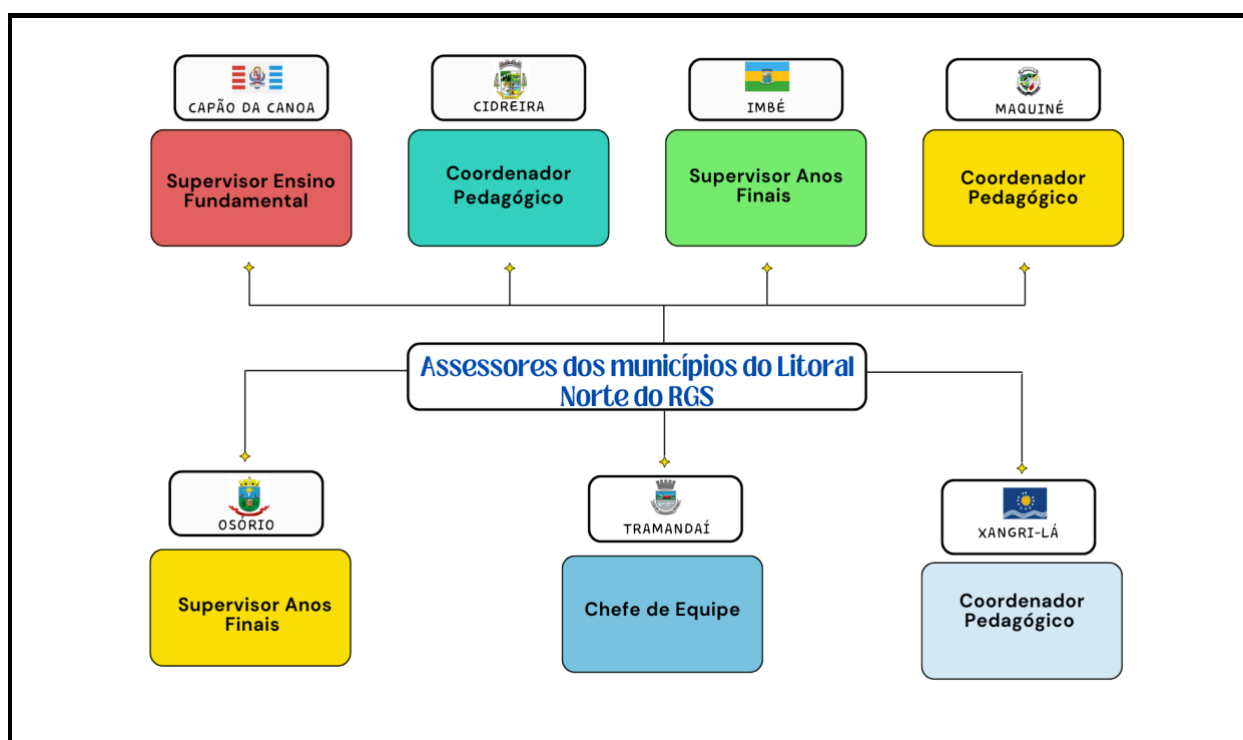 CAPÃO DA CANOA
CIDREIRA
IMBÉ
MAQUINÉ
Supervisor Ensino
Fundamental
Coordenador
Pedagógico
Supervisor Anos
Finais
Coordenador
Pedagógico
Assessores dos municípios do Litoral
Norte do RGS
OSÓRIO
TRAMANDAÍ
XANGRI-LÁ
Supervisor Anos
Finais
Chefe de Equipe
Coordenador
Pedagógico